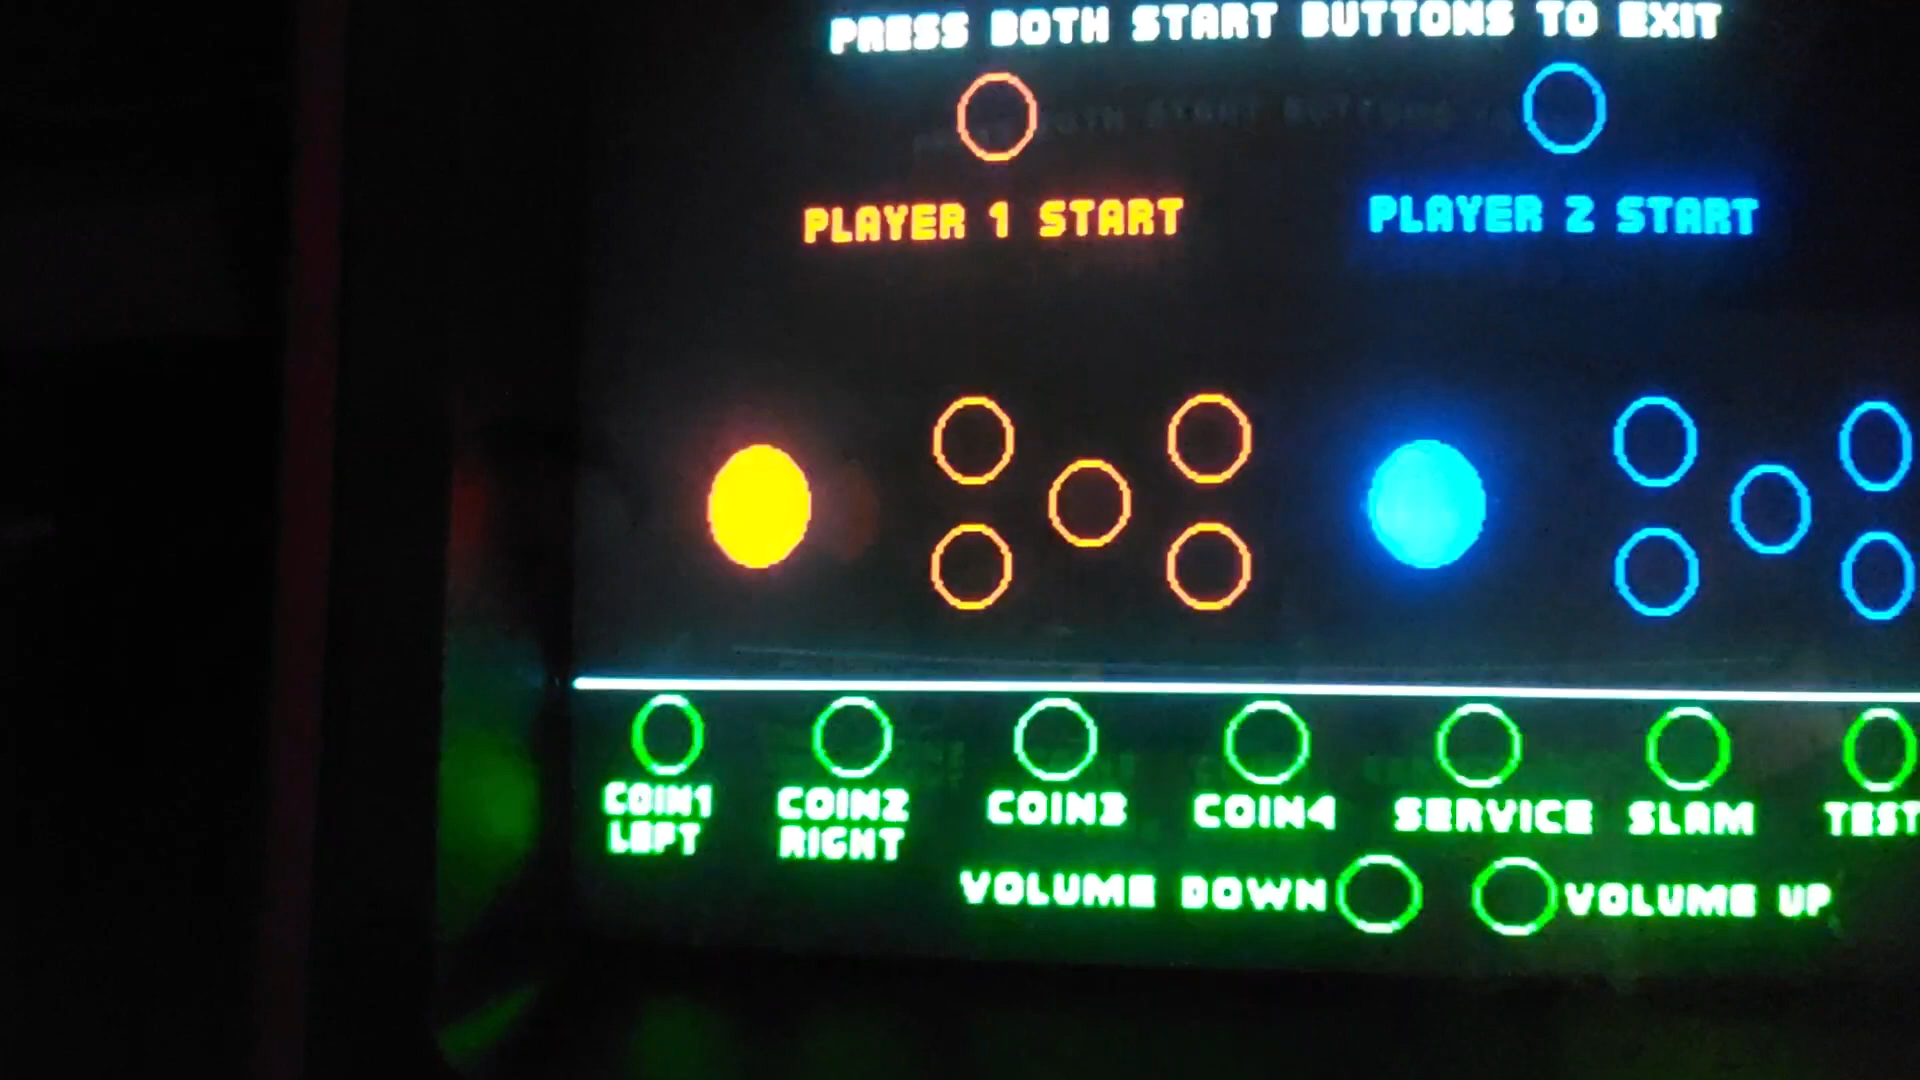 PRESS BOTH START BUTTONS TO EXIT
PLAYER 1 START
PLAYER 2 START
COIN1 LEFT
COIN2 RIGHT
COIN3
COIN4
SERVICE
SLAM
TEST
VOLUME DOWN
VOLUME UP